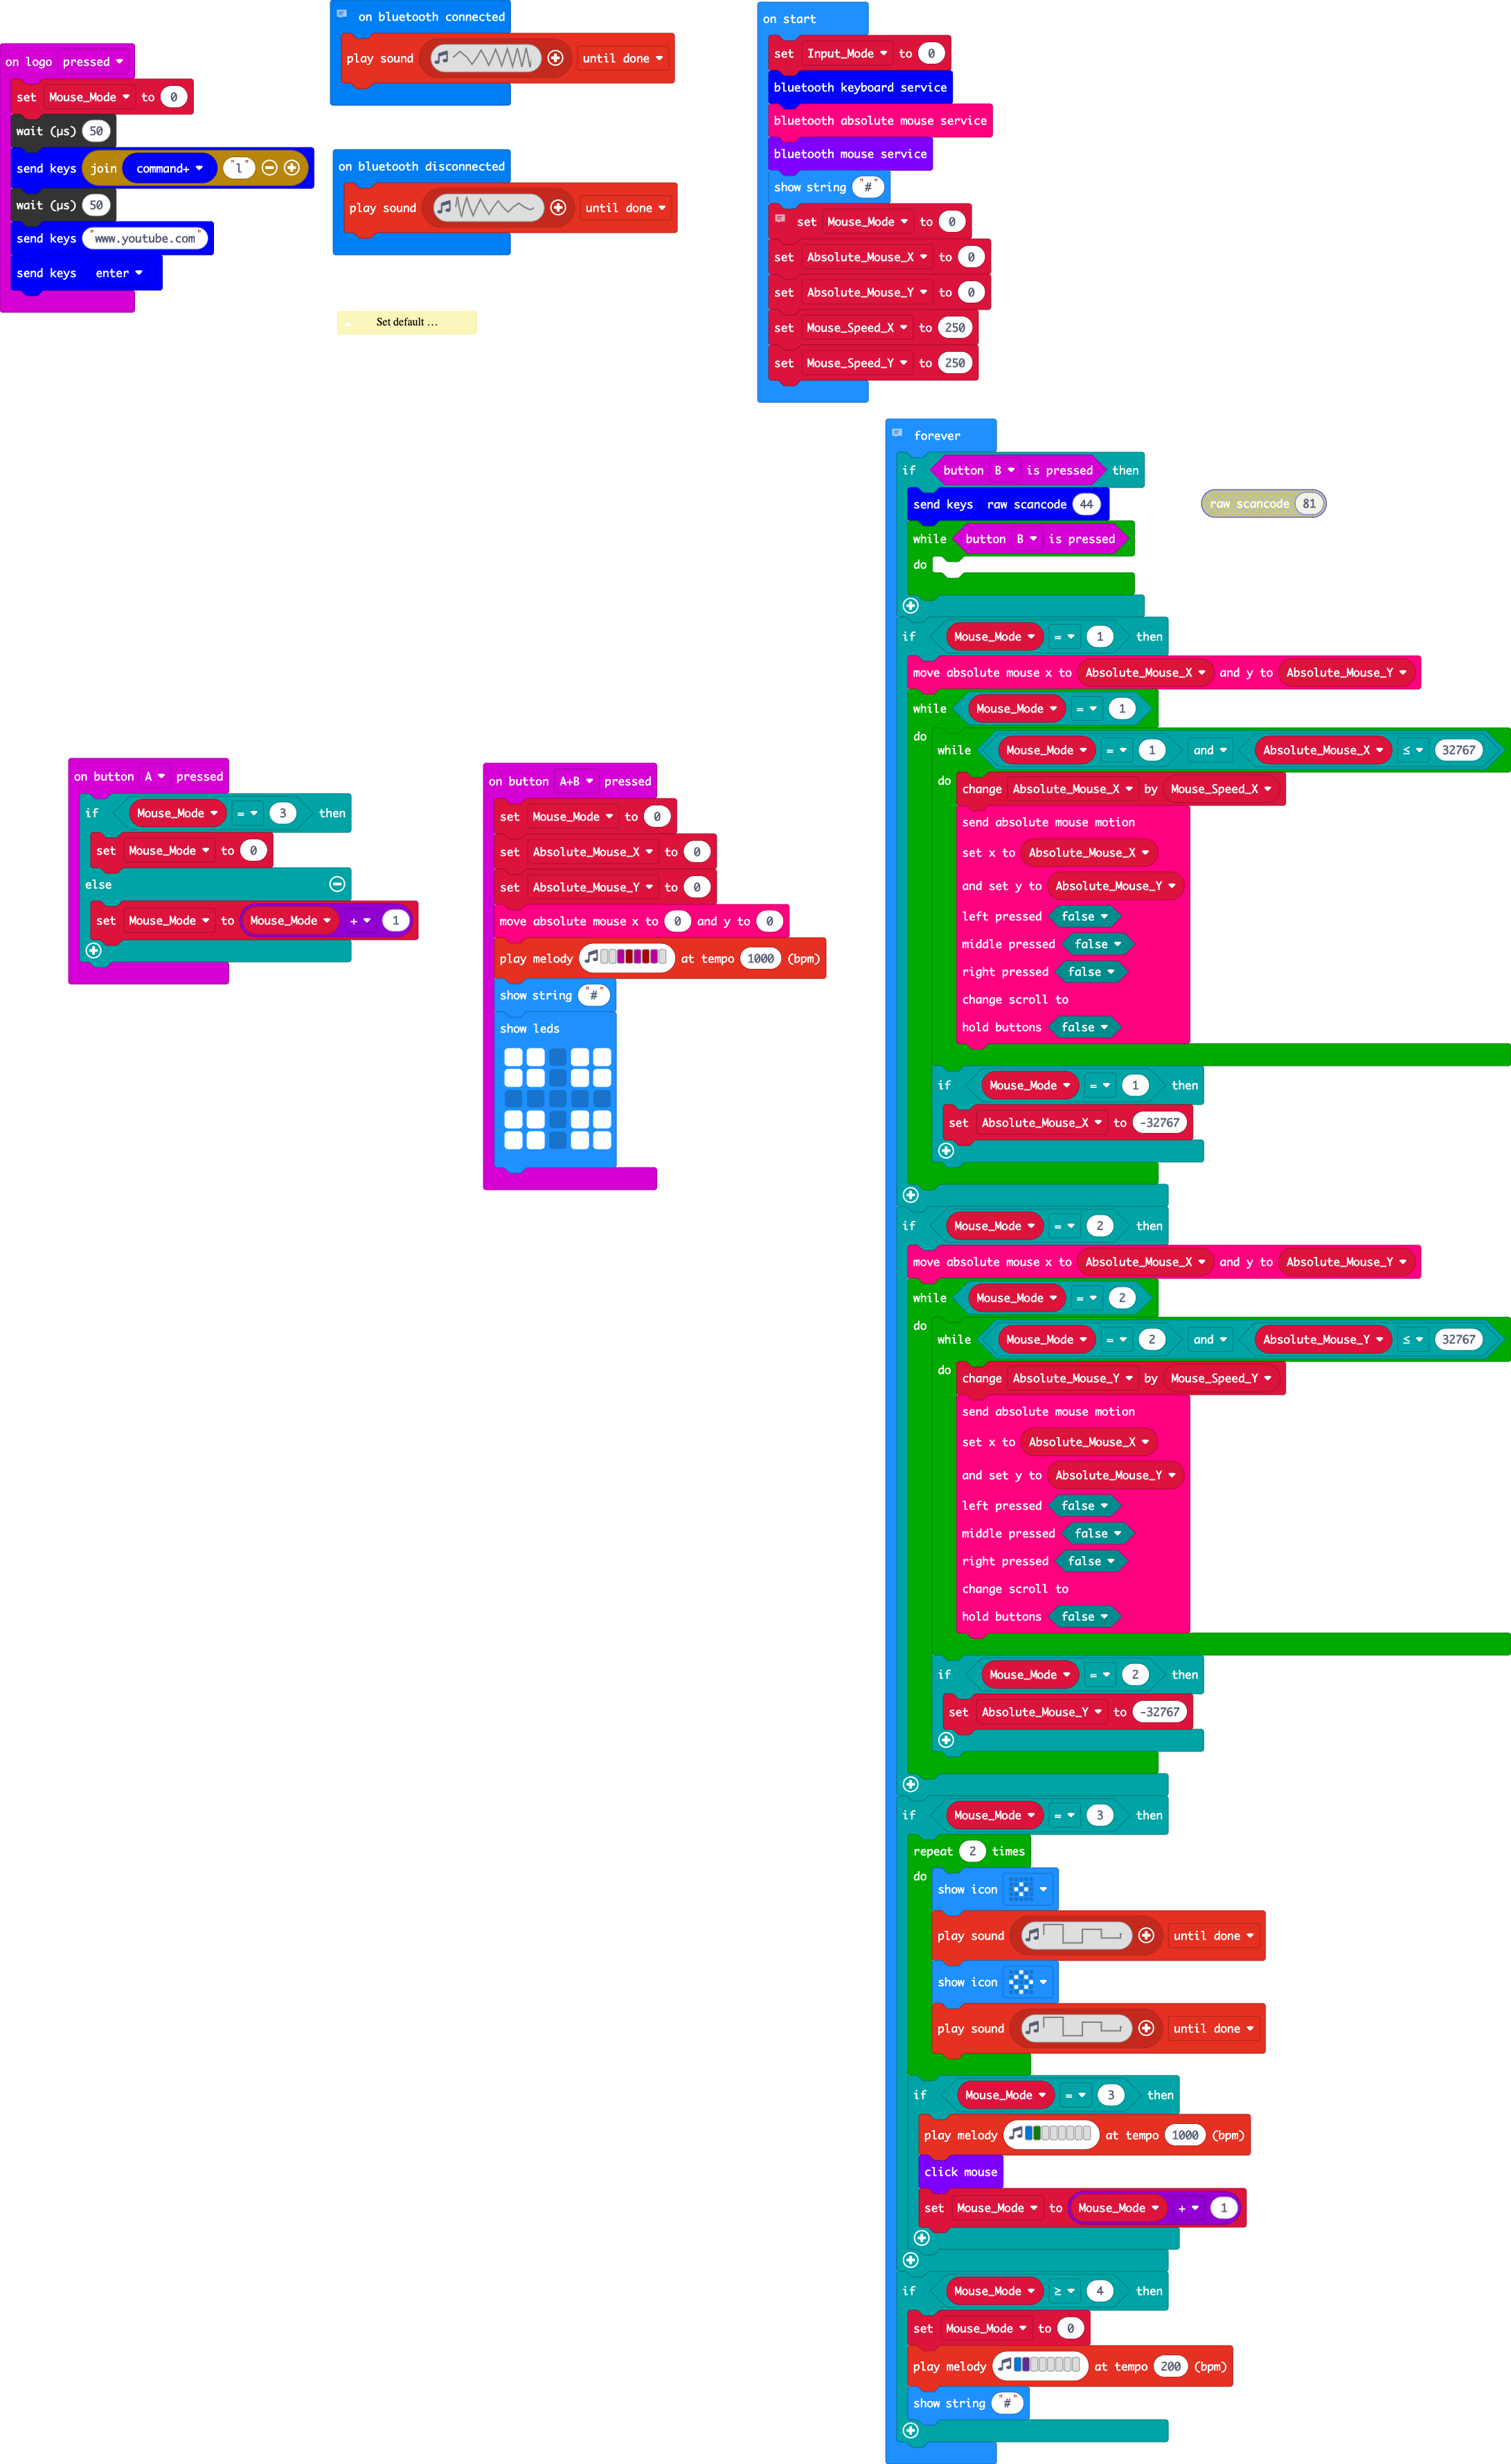 on logo pressed
set Mouse_Mode to 0
wait (µs) 50
send keys join command+ "l"
wait (µs) 50
send keys "www.youtube.com"
send keys enter
on bluetooth connected
play sound until done
on bluetooth disconnected
play sound until done
Set default …
on start
set Input_Mode to 0
bluetooth keyboard service
bluetooth absolute mouse service
bluetooth mouse service
show string "#"
set Mouse_Mode to 0
set Absolute_Mouse_X to 0
set Absolute_Mouse_Y to 0
set Mouse_Speed_X to 250
set Mouse_Speed_Y to 250
on button A pressed
if Mouse_Mode = 3 then
set Mouse_Mode to 0
else
set Mouse_Mode to Mouse_Mode + 1
on button A+B pressed
set Mouse_Mode to 0
set Absolute_Mouse_X to 0
set Absolute_Mouse_Y to 0
move absolute mouse x to 0 and y to 0
play melody at tempo 1000 (bpm)
show string "#"
show leds
forever
if button B is pressed then
send keys raw scancode 44
raw scancode 81
while button B is pressed
do
if Mouse_Mode = 1 then
move absolute mouse x to Absolute_Mouse_X and y to Absolute_Mouse_Y
while Mouse_Mode = 1
do
while Mouse_Mode = 1 and Absolute_Mouse_X ≤ 32767
do change Absolute_Mouse_X by Mouse_Speed_X
send absolute mouse motion
set x to Absolute_Mouse_X
and set y to Absolute_Mouse_Y
left pressed false
middle pressed false
right pressed false
change scroll to
hold buttons false
if Mouse_Mode = 1 then
set Absolute_Mouse_X to -32767
if Mouse_Mode = 2 then
move absolute mouse x to Absolute_Mouse_X and y to Absolute_Mouse_Y
while Mouse_Mode = 2
do
while Mouse_Mode = 2 and Absolute_Mouse_Y ≤ 32767
do change Absolute_Mouse_Y by Mouse_Speed_Y
send absolute mouse motion
set x to Absolute_Mouse_X
and set y to Absolute_Mouse_Y
left pressed false
middle pressed false
right pressed false
change scroll to
hold buttons false
if Mouse_Mode = 2 then
set Absolute_Mouse_Y to -32767
if Mouse_Mode = 3 then
repeat 2 times
do
show icon
play sound until done
show icon
play sound until done
if Mouse_Mode = 3 then
play melody at tempo 1000 (bpm)
click mouse
set Mouse_Mode to Mouse_Mode + 1
if Mouse_Mode ≥ 4 then
set Mouse_Mode to 0
play melody at tempo 200 (bpm)
show string "#"